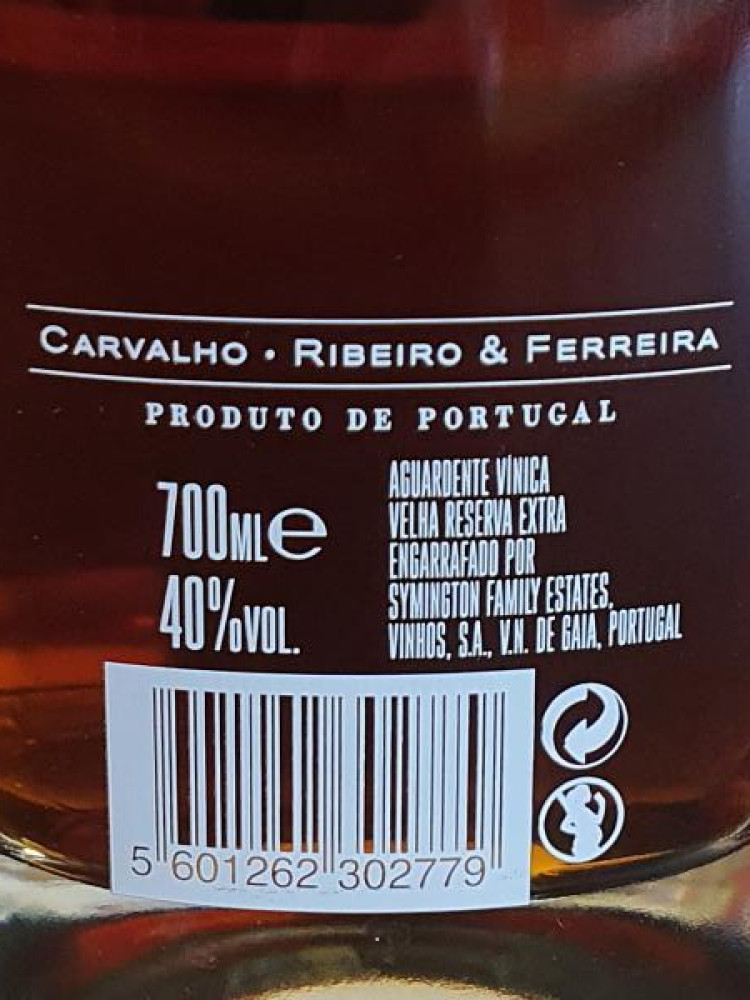 CARVALHO • RIBEIRO & FERREIRA
PRODUTO DE PORTUGAL
700ML e
40%VOL.
AGUARDENTE VÍNICA
VELHA RESERVA EXTRA
ENGARRAFADO POR
SYMINGTON FAMILY ESTATES,
VINHOS, S.A., V.N. DE GAIA, PORTUGAL
5 601262 302779